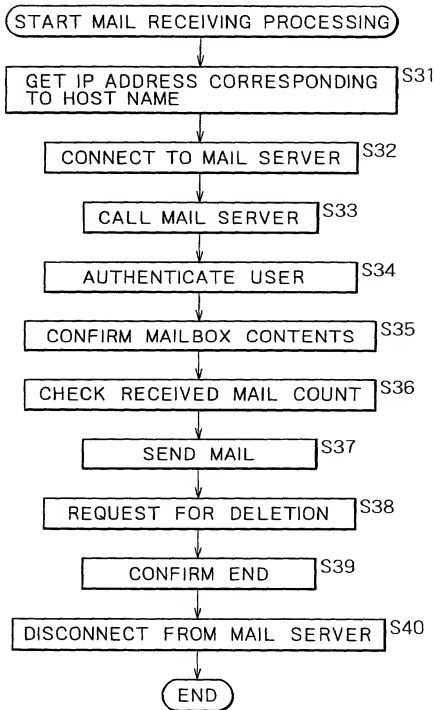 START MAIL RECEIVING PROCESSING
GET IP ADDRESS CORRESPONDING
TO HOST NAME
S31
CONNECT TO MAIL SERVER
S32
CALL MAIL SERVER
S33
AUTHENTICATE USER
S34
CONFIRM MAILBOX CONTENTS
S35
CHECK RECEIVED MAIL COUNT
S36
SEND MAIL
S37
REQUEST FOR DELETION
S38
CONFIRM END
S39
DISCONNECT FROM MAIL SERVER
S40
END